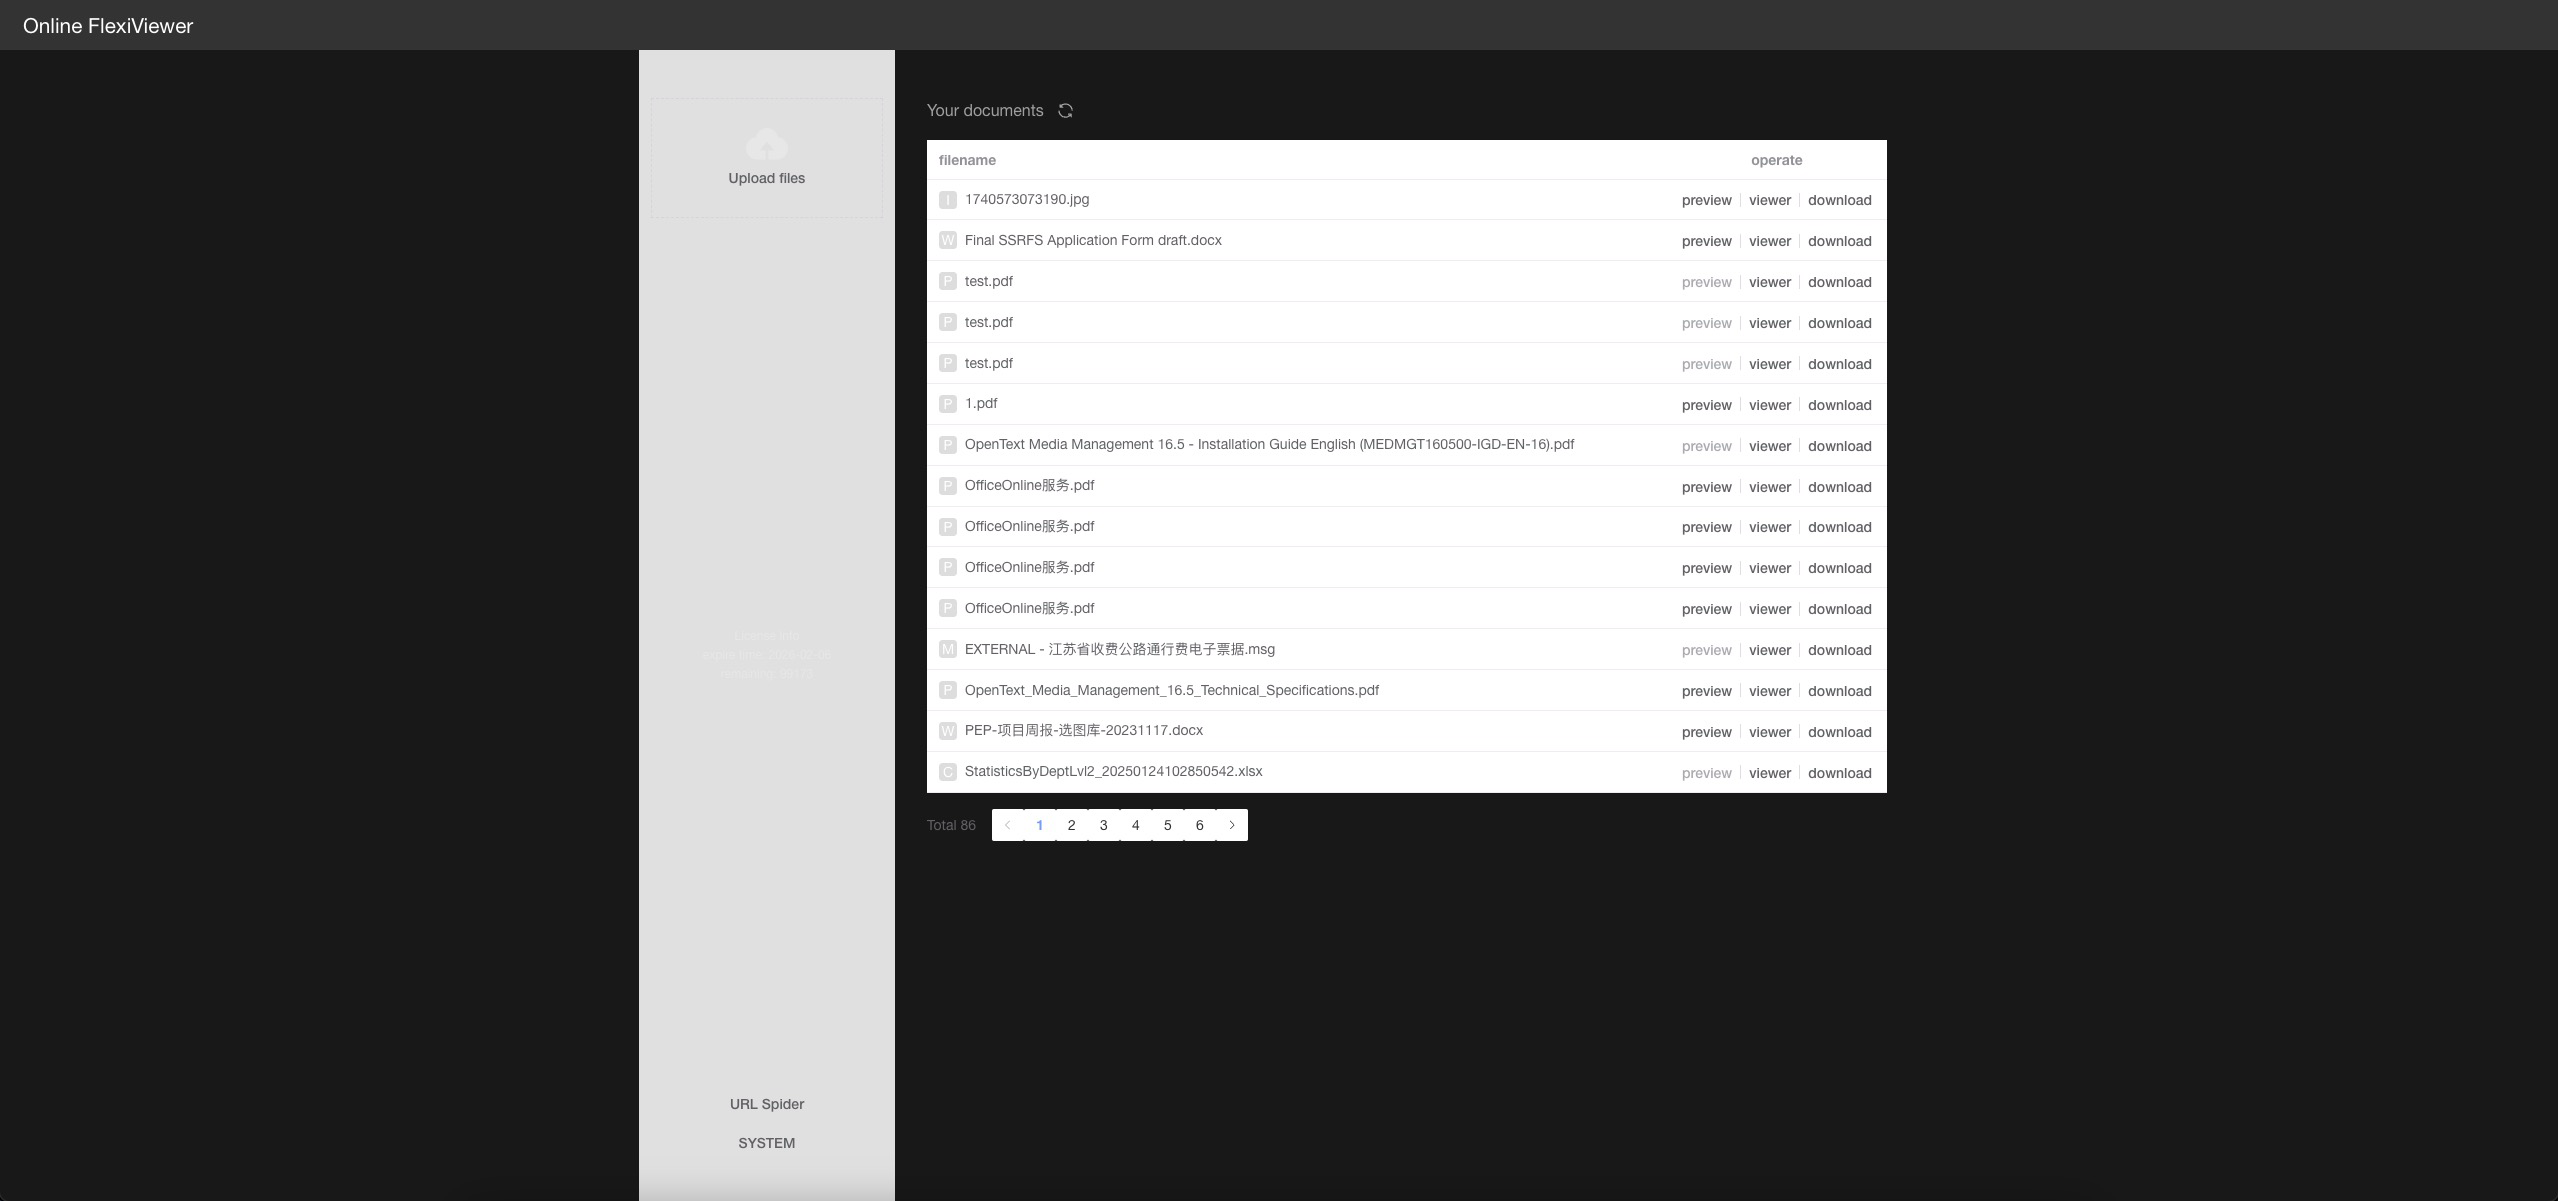 Online FlexiViewer
Upload files
License info
URL Spider
SYSTEM
Your documents
filename operate
I 1740573073190.jpg preview viewer download
W Final SSRFS Application Form draft.docx preview viewer download
P test.pdf preview viewer download
P test.pdf preview viewer download
P test.pdf preview viewer download
P 1.pdf preview viewer download
P OpenText Media Management 16.5 - Installation Guide English (MEDMGT160500-IGD-EN-16).pdf preview viewer download
P OfficeOnline服务.pdf preview viewer download
P OfficeOnline服务.pdf preview viewer download
P OfficeOnline服务.pdf preview viewer download
P OfficeOnline服务.pdf preview viewer download
M EXTERNAL - 江苏省收费公路通行费电子票据.msg preview viewer download
P OpenText_Media_Management_16.5_Technical_Specifications.pdf preview viewer download
W PEP-项目周报-选图库-20231117.docx preview viewer download
C StatisticsByDeptLvl2_20250124102850542.xlsx preview viewer download
Total 86 < 1 2 3 4 5 6 >